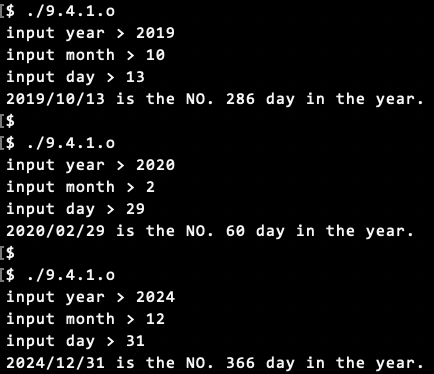 [$ ./9.4.1.o
input year > 2019
input month > 10
input day > 13
2019/10/13 is the NO. 286 day in the year.
[$
[$ ./9.4.1.o
input year > 2020
input month > 2
input day > 29
2020/02/29 is the NO. 60 day in the year.
[$
[$ ./9.4.1.o
input year > 2024
input month > 12
input day > 31
2024/12/31 is the NO. 366 day in the year.